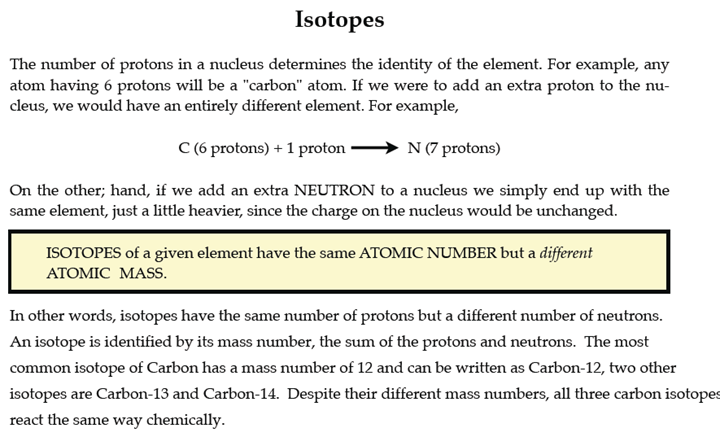 Isotopes
The number of protons in a nucleus determines the identity of the element. For example, any
atom having 6 protons will be a "carbon" atom. If we were to add an extra proton to the nu-
cleus, we would have an entirely different element. For example,
C (6 protons) + 1 proton ⟶ N (7 protons)
On the other; hand, if we add an extra NEUTRON to a nucleus we simply end up with the
same element, just a little heavier, since the charge on the nucleus would be unchanged.
ISOTOPES of a given element have the same ATOMIC NUMBER but a different
ATOMIC MASS.
In other words, isotopes have the same number of protons but a different number of neutrons.
An isotope is identified by its mass number, the sum of the protons and neutrons. The most
common isotope of Carbon has a mass number of 12 and can be written as Carbon-12, two other
isotopes are Carbon-13 and Carbon-14. Despite their different mass numbers, all three carbon isotopes
react the same way chemically.